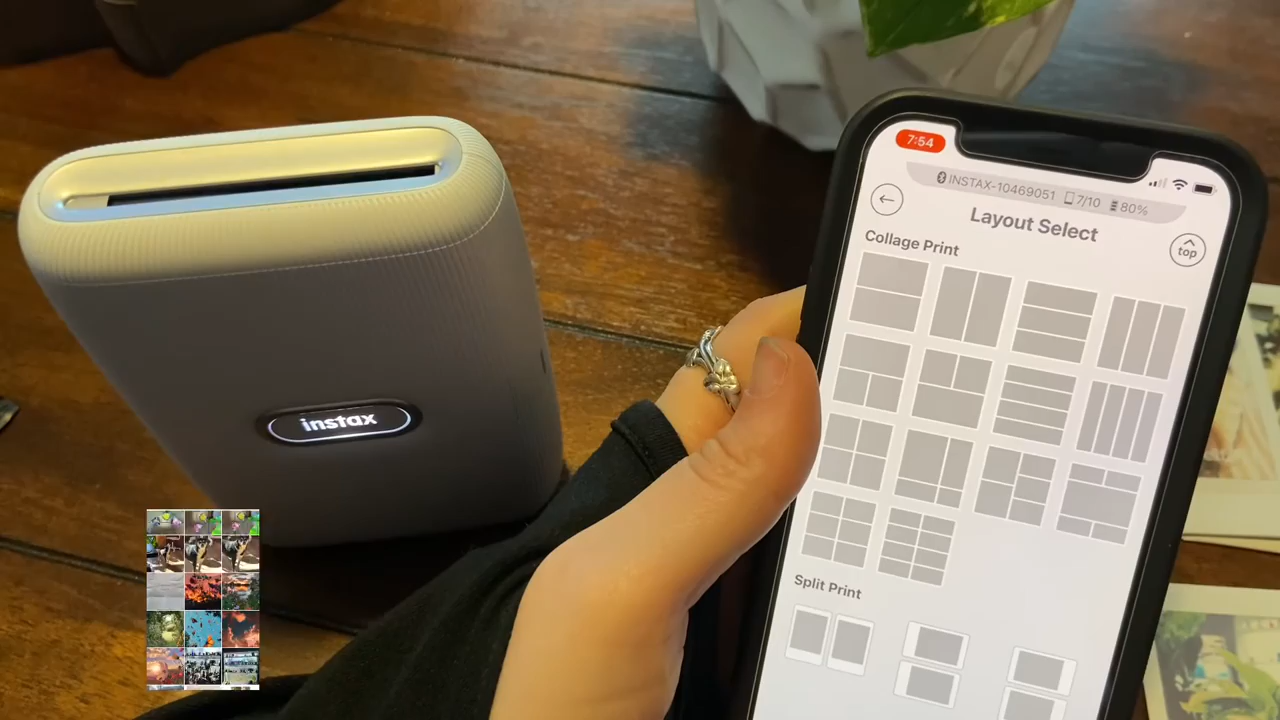 instax
7:54
INSTAX-10469051 7/10 80%
Layout Select
top
Collage Print
Split Print